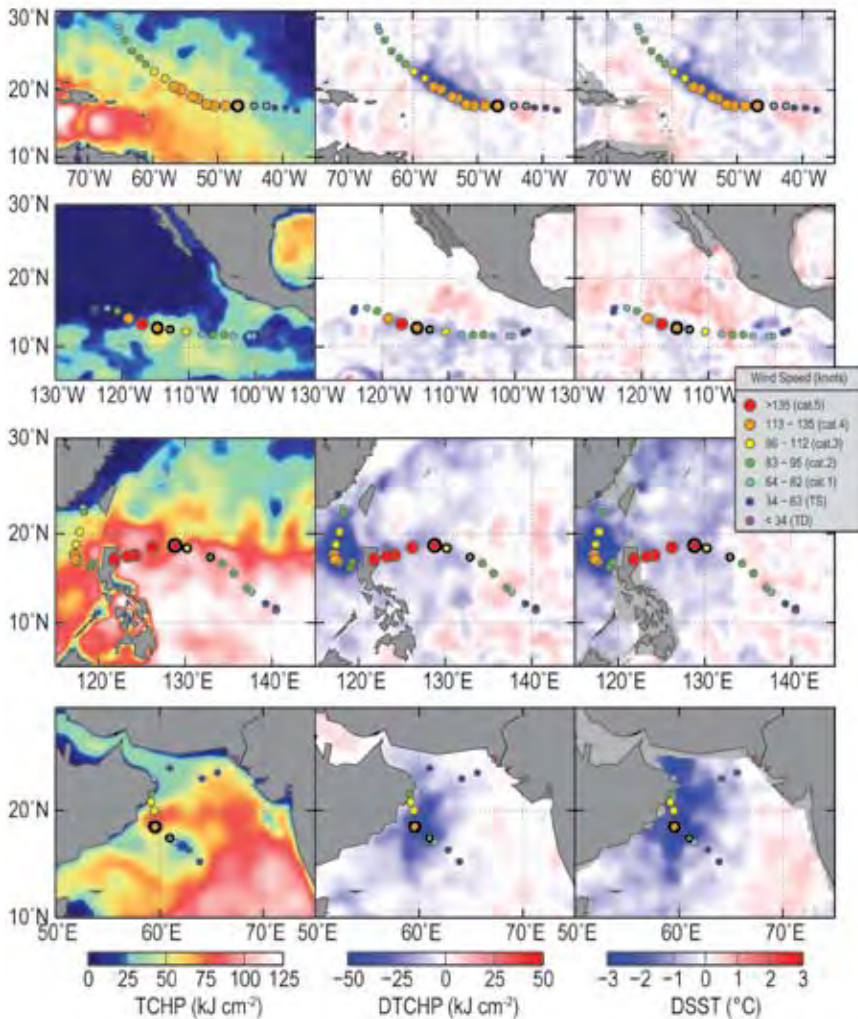 30°N
20°N
10°N
70°W 60°W 50°W 40°W 70°W 60°W 50°W 40°W 70°W 60°W 50°W 40°W
30°N
20°N
10°N
130°W 120°W 110°W 100°W 130°W 120°W 110°W 100°W 130°W 120°W 110°W
Wind Speed (knots)
>135 (cat.5)
113 – 135 (cat.4)
96 – 112 (cat.3)
83 – 95 (cat.2)
64 – 82 (cat.1)
34 – 63 (TS)
< 34 (TD)
30°N
20°N
10°N
120°E 130°E 140°E 120°E 130°E 140°E 120°E 130°E 140°E
20°N
10°N
50°E 60°E 70°E 50°E 60°E 70°E 50°E 60°E 70°E
0 25 50 75 100 125 −50 −25 0 25 50 −3 −2 −1 0 1 2 3
TCHP (kJ cm⁻²) DTCHP (kJ cm⁻²) DSST (°C)